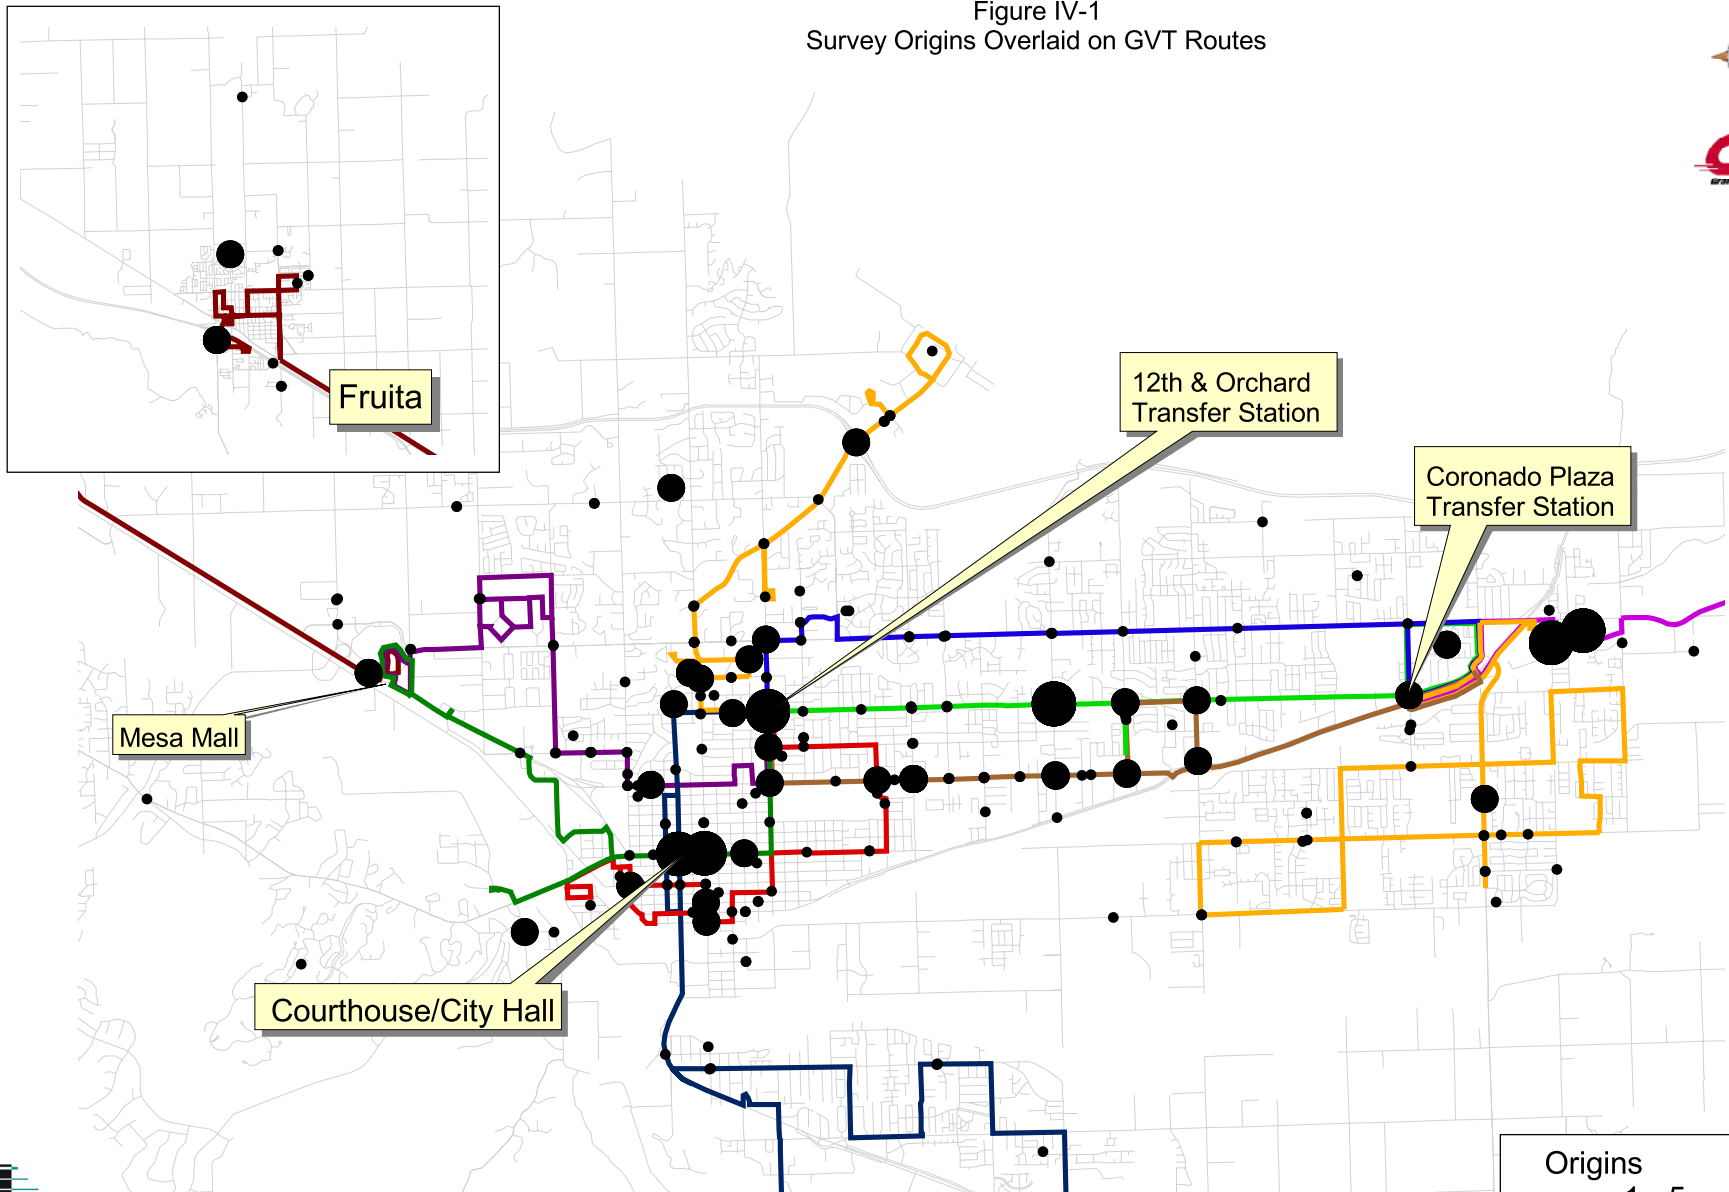 Figure IV-1
Survey Origins Overlaid on GVT Routes
Fruita
12th & Orchard
Transfer Station
Coronado Plaza
Transfer Station
Mesa Mall
Courthouse/City Hall
Origins